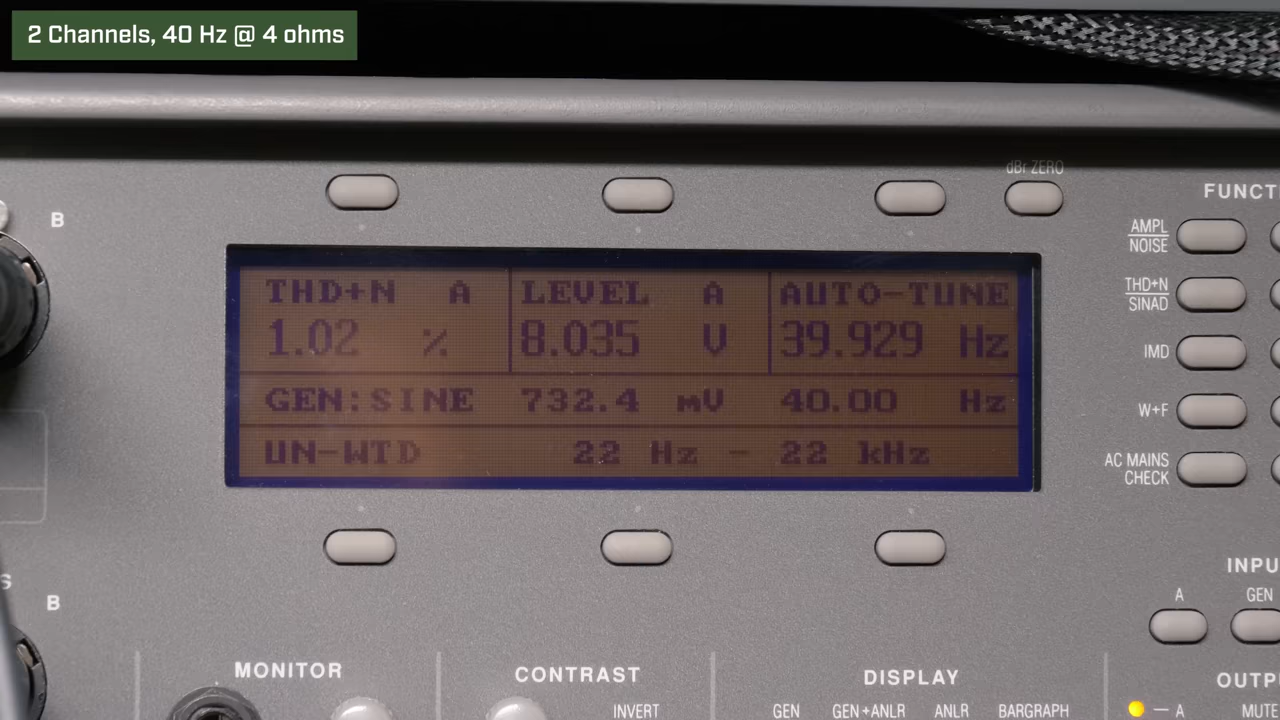 2 Channels, 40 Hz @ 4 ohms
dBr ZERO
B
FUNCT
AMPL
NOISE
THD+N
SINAD
IMD
W+F
AC MAINS
CHECK
THD+N A LEVEL A AUTO-TUNE
1.02 % 8.035 V 39.929 Hz
GEN:SINE 732.4 mV 40.00 Hz
UN-WTD 22 Hz - 22 kHz
S
B
INPU
A GEN
MONITOR CONTRAST DISPLAY OUTPU
INVERT GEN GEN+ANLR ANLR BARGRAPH A MUTE